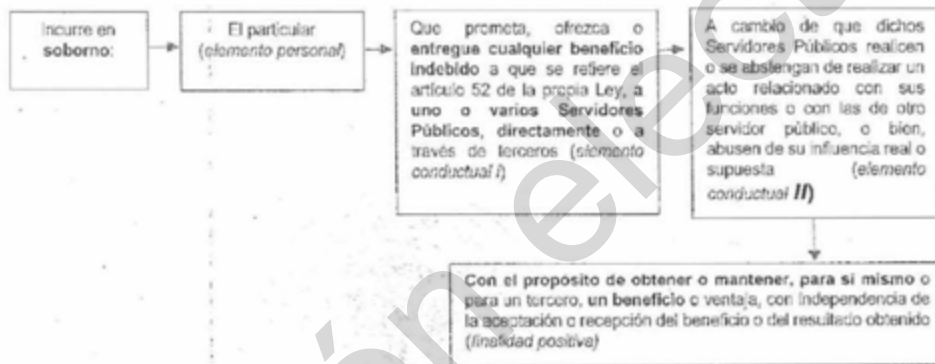 Incurre en
soborno:
El particular
(elemento personal)
Que prometa, ofrezca o
entregue cualquier beneficio
indebido a que se refiere el
artículo 52 de la propia Ley, a
uno o varios Servidores
Públicos, directamente o a
través de terceros (elemento
conductual I)
A cambio de que dichos
Servidores Públicos realicen
o se abstengan de realizar un
acto relacionado con sus
funciones o con las de otro
servidor público, o bien,
abusen de su influencia real o
supuesta (elemento
conductual II)
Con el propósito de obtener o mantener, para sí mismo o
para un tercero, un beneficio o ventaja, con independencia de
la aceptación o recepción del beneficio o del resultado obtenido
(finalidad positiva)